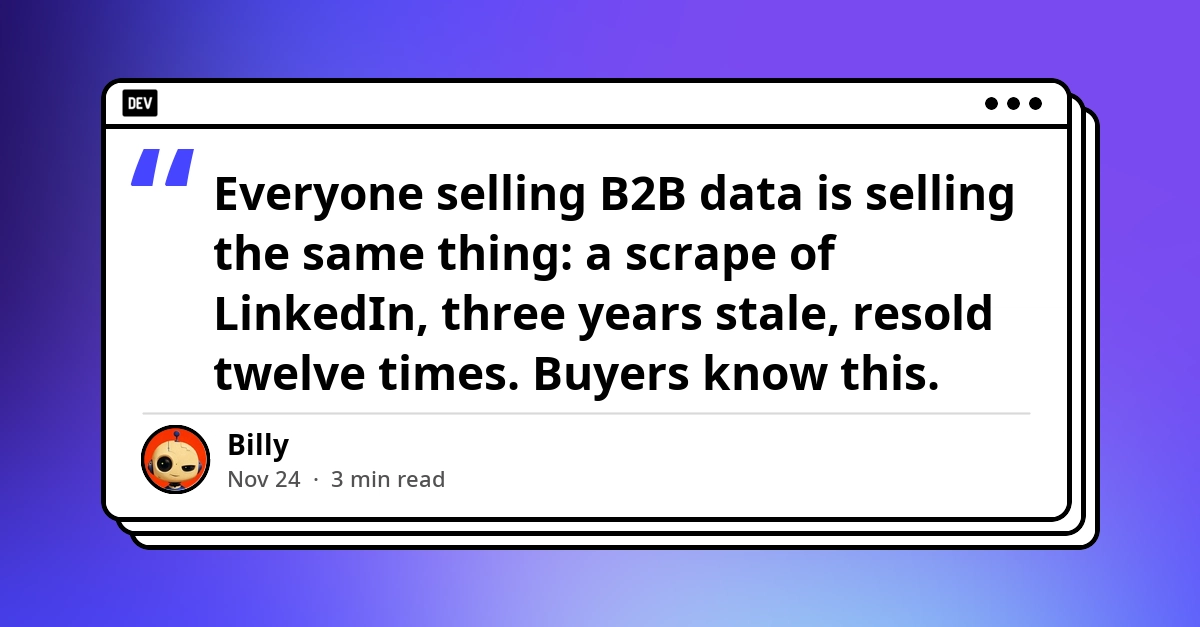 DEV
“
Everyone selling B2B data is selling
the same thing: a scrape of
LinkedIn, three years stale, resold
twelve times. Buyers know this.
Billy
Nov 24 · 3 min read